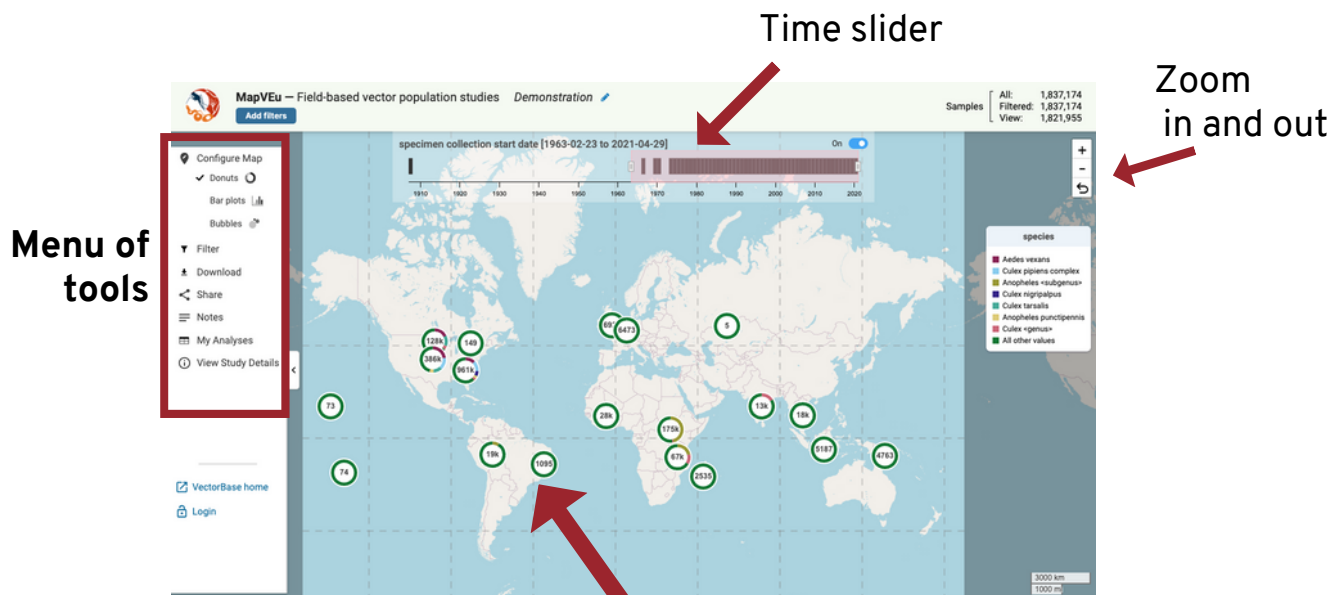 Time slider
Zoom
in and out
Menu of
tools
MapVEu — Field-based vector population studies Demonstration
Add filters
Samples
All: 1,837,174
Filtered: 1,837,174
View: 1,821,955
Configure Map
Donuts
Bar plots
Bubbles
Filter
Download
Share
Notes
My Analyses
View Study Details
VectorBase home
Login
specimen collection start date [1963-02-23 to 2021-04-29]
On
1910 1920 1930 1940 1950 1960 1970 1980 1990 2000 2010 2020
+
-
species
Aedes vexans
Culex pipiens complex
Anopheles <subgenus>
Culex nigripalpus
Culex tarsalis
Anopheles punctipennis
Culex <genus>
All other values
128k
149
386k
961k
6473
5
73
28k
13k
18k
175k
19k
1095
67k
5187
4763
74
2535
3000 km
1000 mi